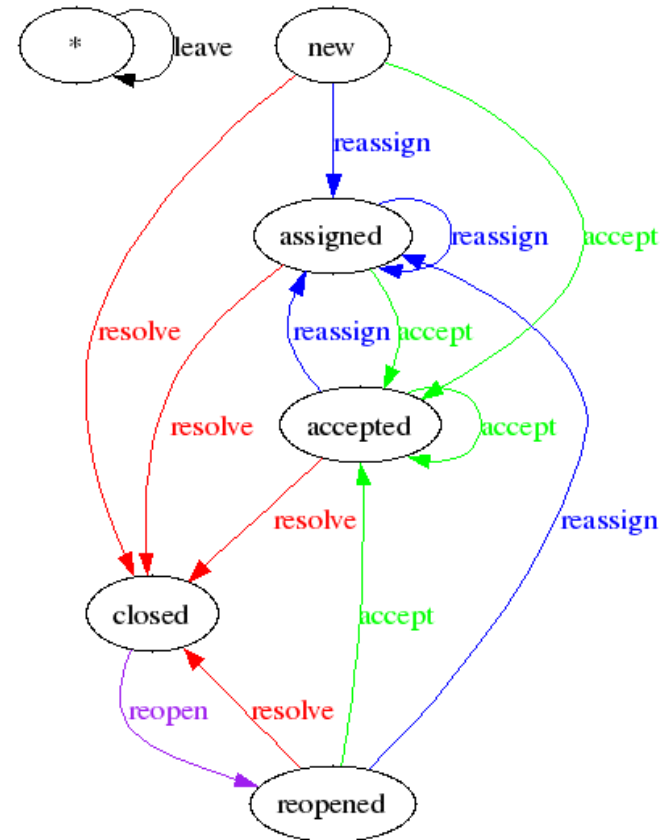 * leave new
reassign
assigned reassign accept
resolve reassign accept
resolve accepted accept
resolve reassign
closed accept
reopen resolve
reopened